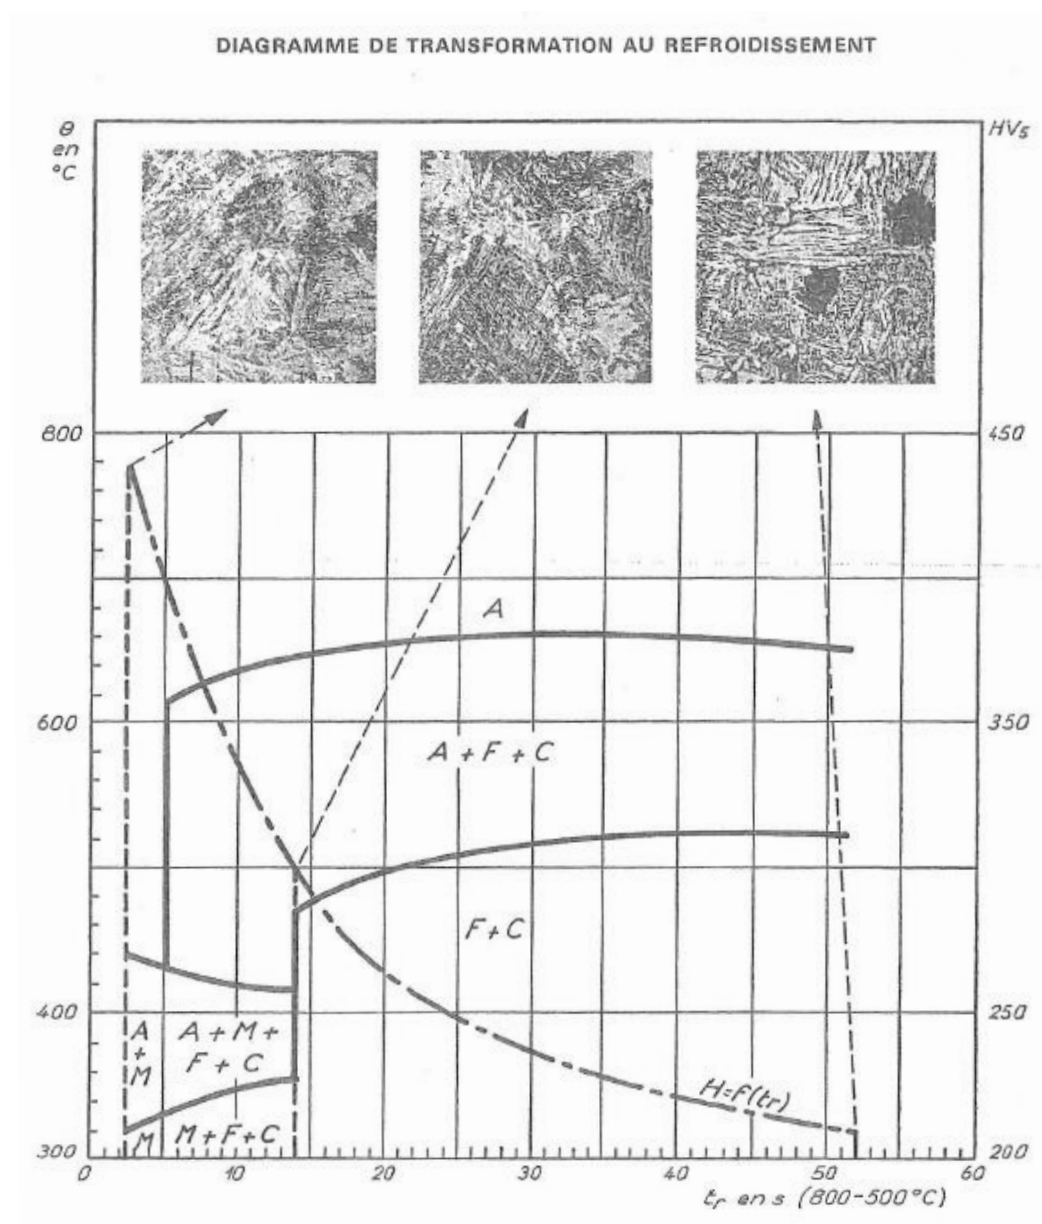 DIAGRAMME DE TRANSFORMATION AU REFROIDISSEMENT
θ
en
°C
HV5
800
450
A
600
350
A + F + C
F + C
400
250
A
+
M
A + M +
F + C
H=F(tr)
M
M + F + C
300
200
0
10
20
30
40
50
60
tr en s (800-500°C)